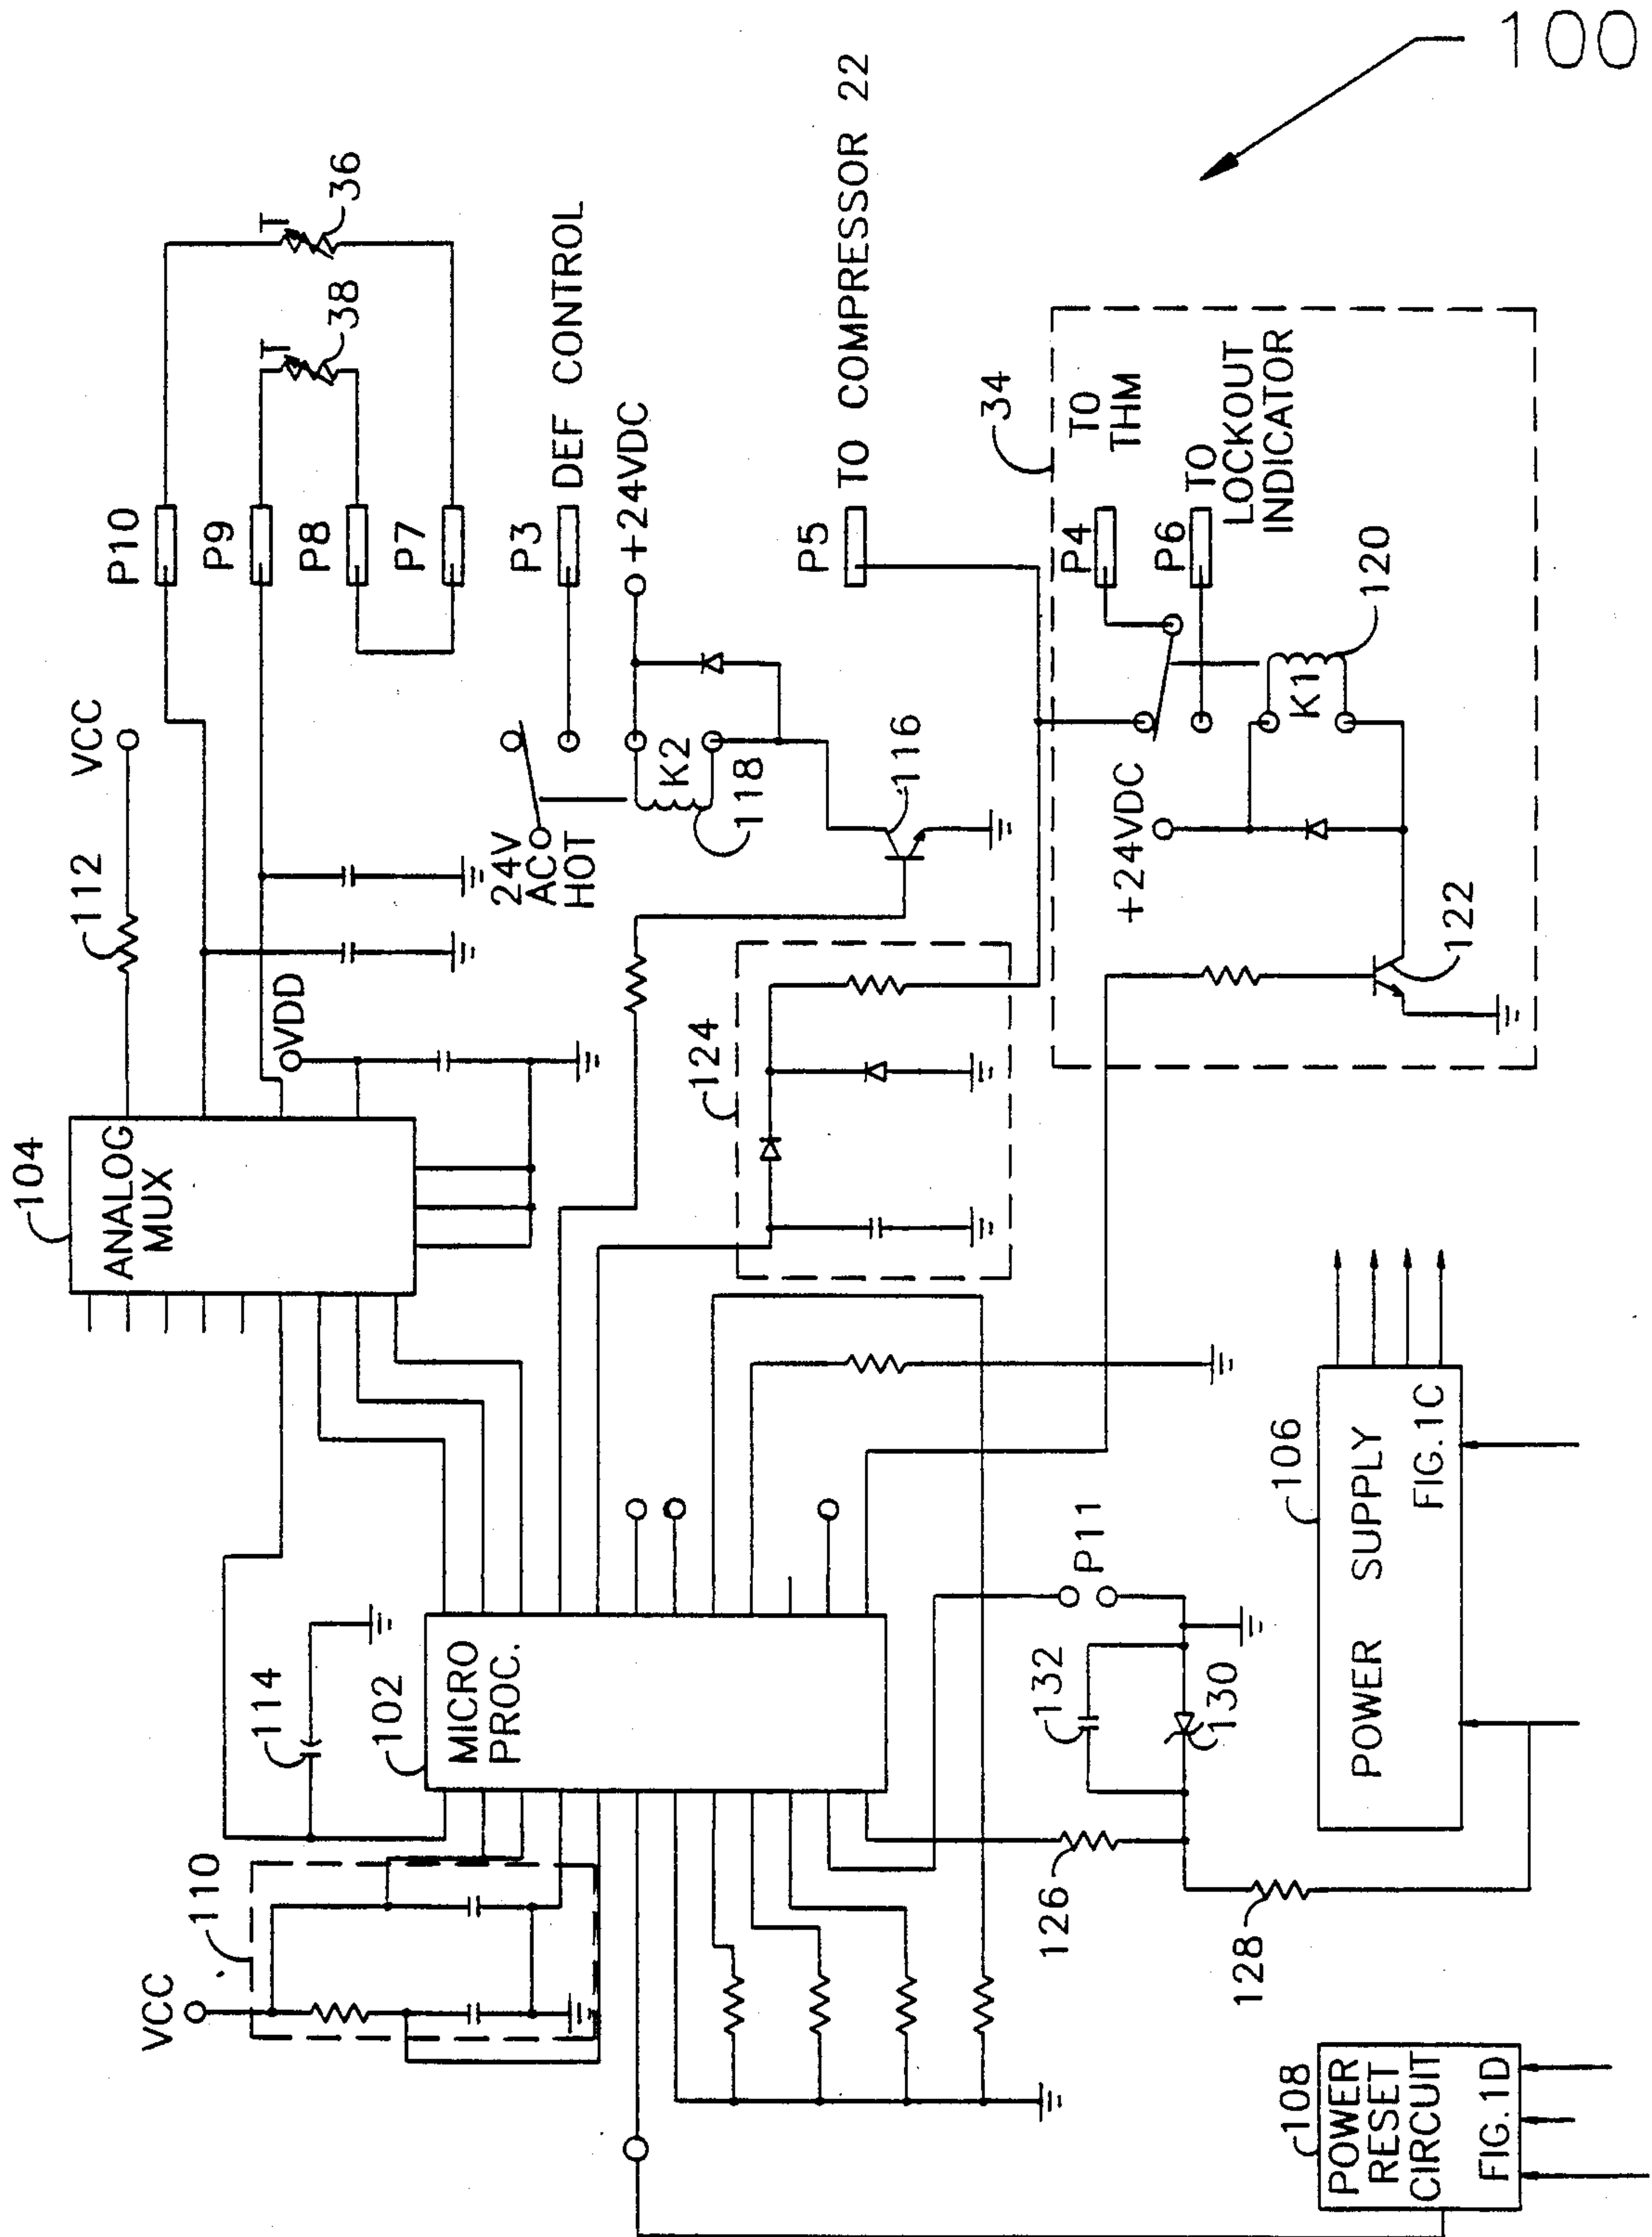 100
104
ANALOG
MUX
112
VCC
VDD
P10
P9
P8
P7
T
36
T
38
P3
DEF CONTROL
+24VDC
24V
AC
HOT
K2
118
116
P5
TO COMPRESSOR 22
34
P4
TO
THM
P6
TO
LOCKOUT
INDICATOR
K1
120
+24VDC
122
124
114
102
MICRO
PROC.
110
VCC
P11
132
130
126
128
106
POWER SUPPLY
FIG.1C
108
POWER
RESET
CIRCUIT
FIG.1D